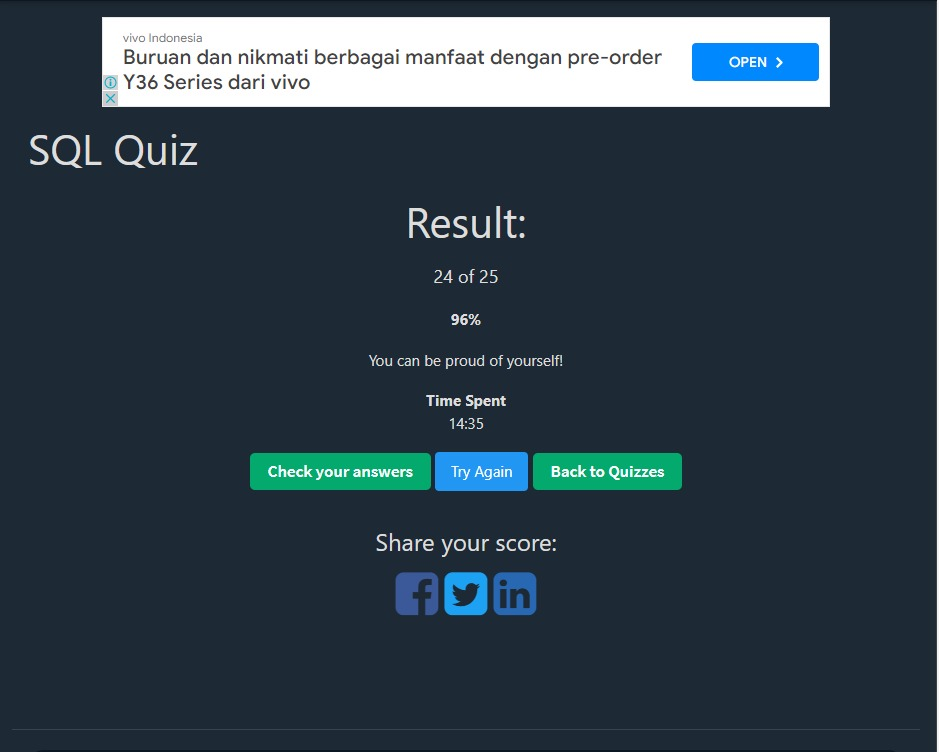 vivo Indonesia
Buruan dan nikmati berbagai manfaat dengan pre-order
Y36 Series dari vivo
OPEN
SQL Quiz
Result:
24 of 25
96%
You can be proud of yourself!
Time Spent
14:35
Check your answers Try Again Back to Quizzes
Share your score: